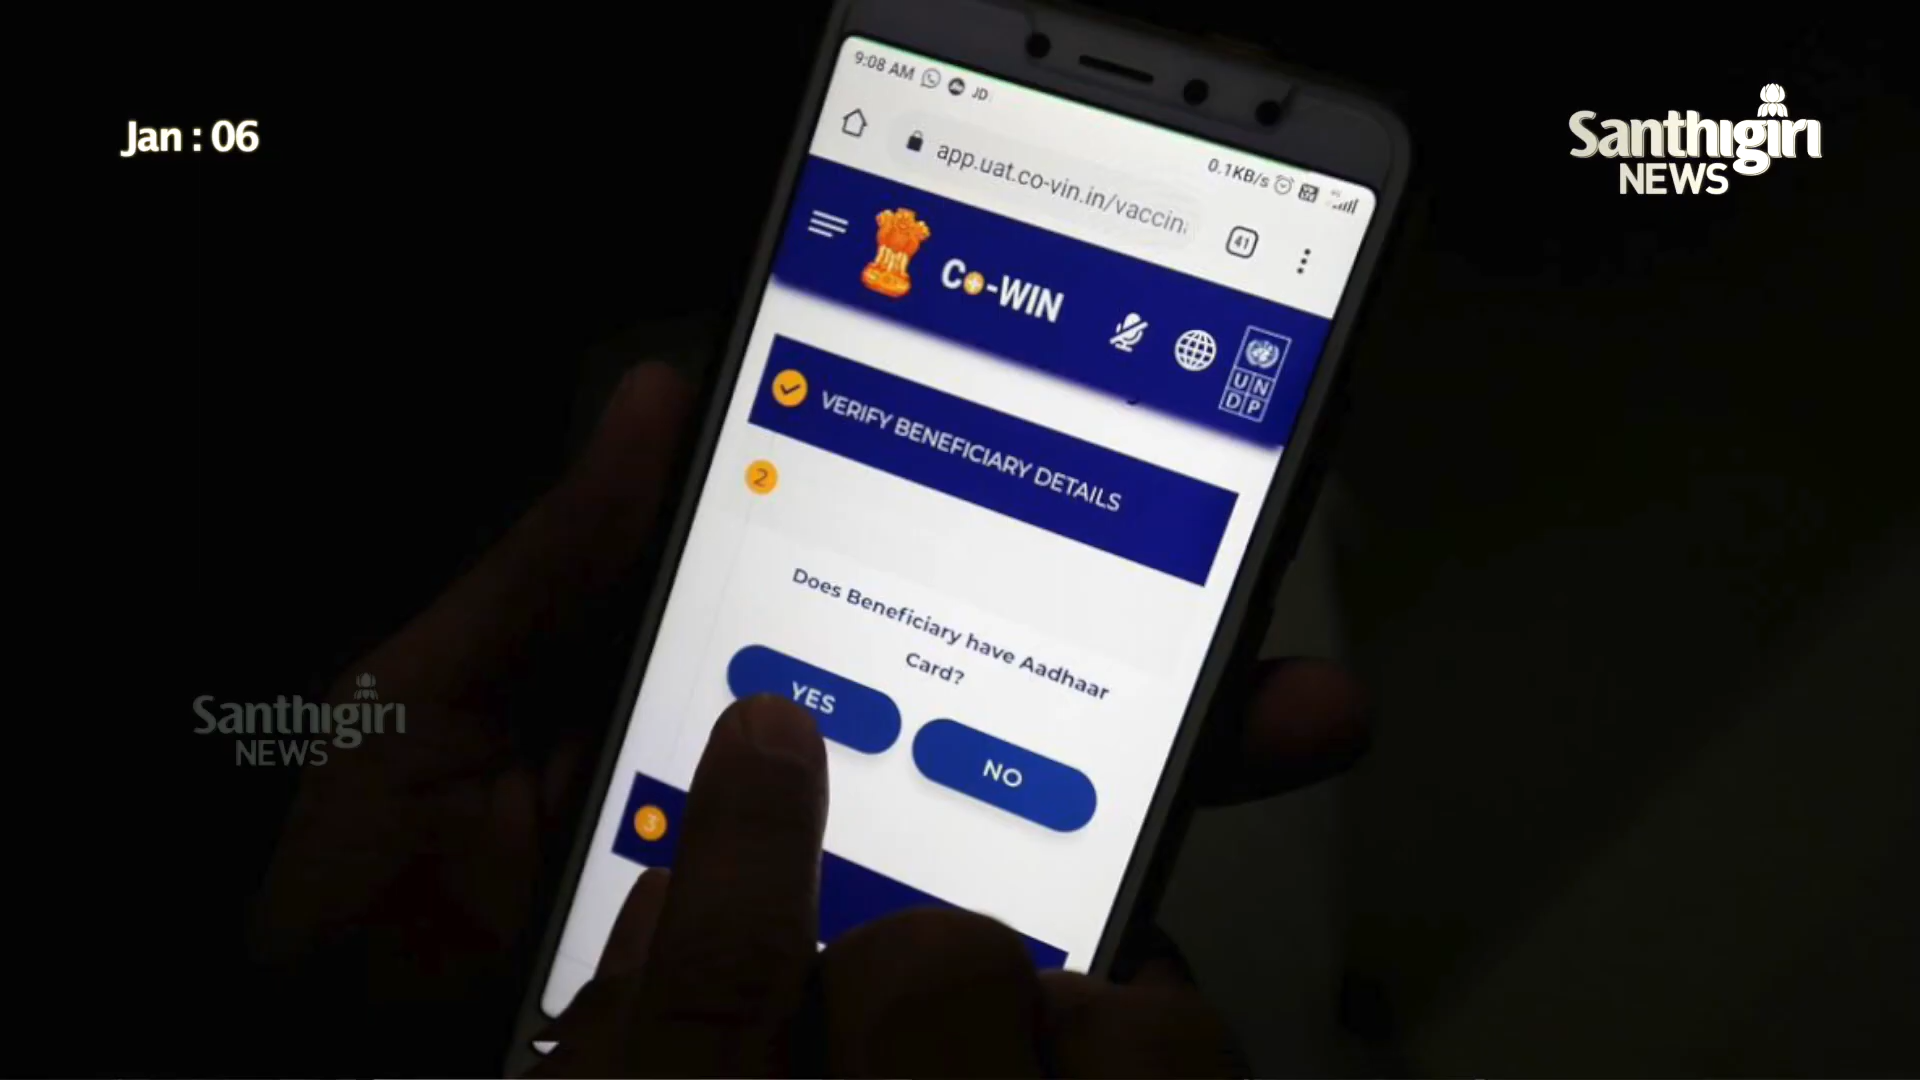 Jan : 06
Santhigiri
NEWS
9:08 AM JD
0.1KB/s
app.uat.co-vin.in/vaccin
41
Co-WIN
UN
DP
VERIFY BENEFICIARY DETAILS
2
Does Beneficiary have Aadhaar
Card?
YES
NO
3
Santhigiri
NEWS